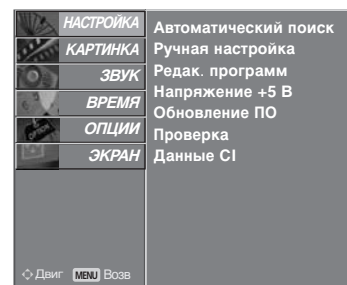 НАСТРОЙКА
КАРТИНКА
ЗВУК
ВРЕМЯ
ОПЦИИ
ЭКРАН
Автоматический поиск
Ручная настройка
Редак. программ
Напряжение +5 В
Обновление ПО
Проверка
Данные CI
Двиг MENU Возв